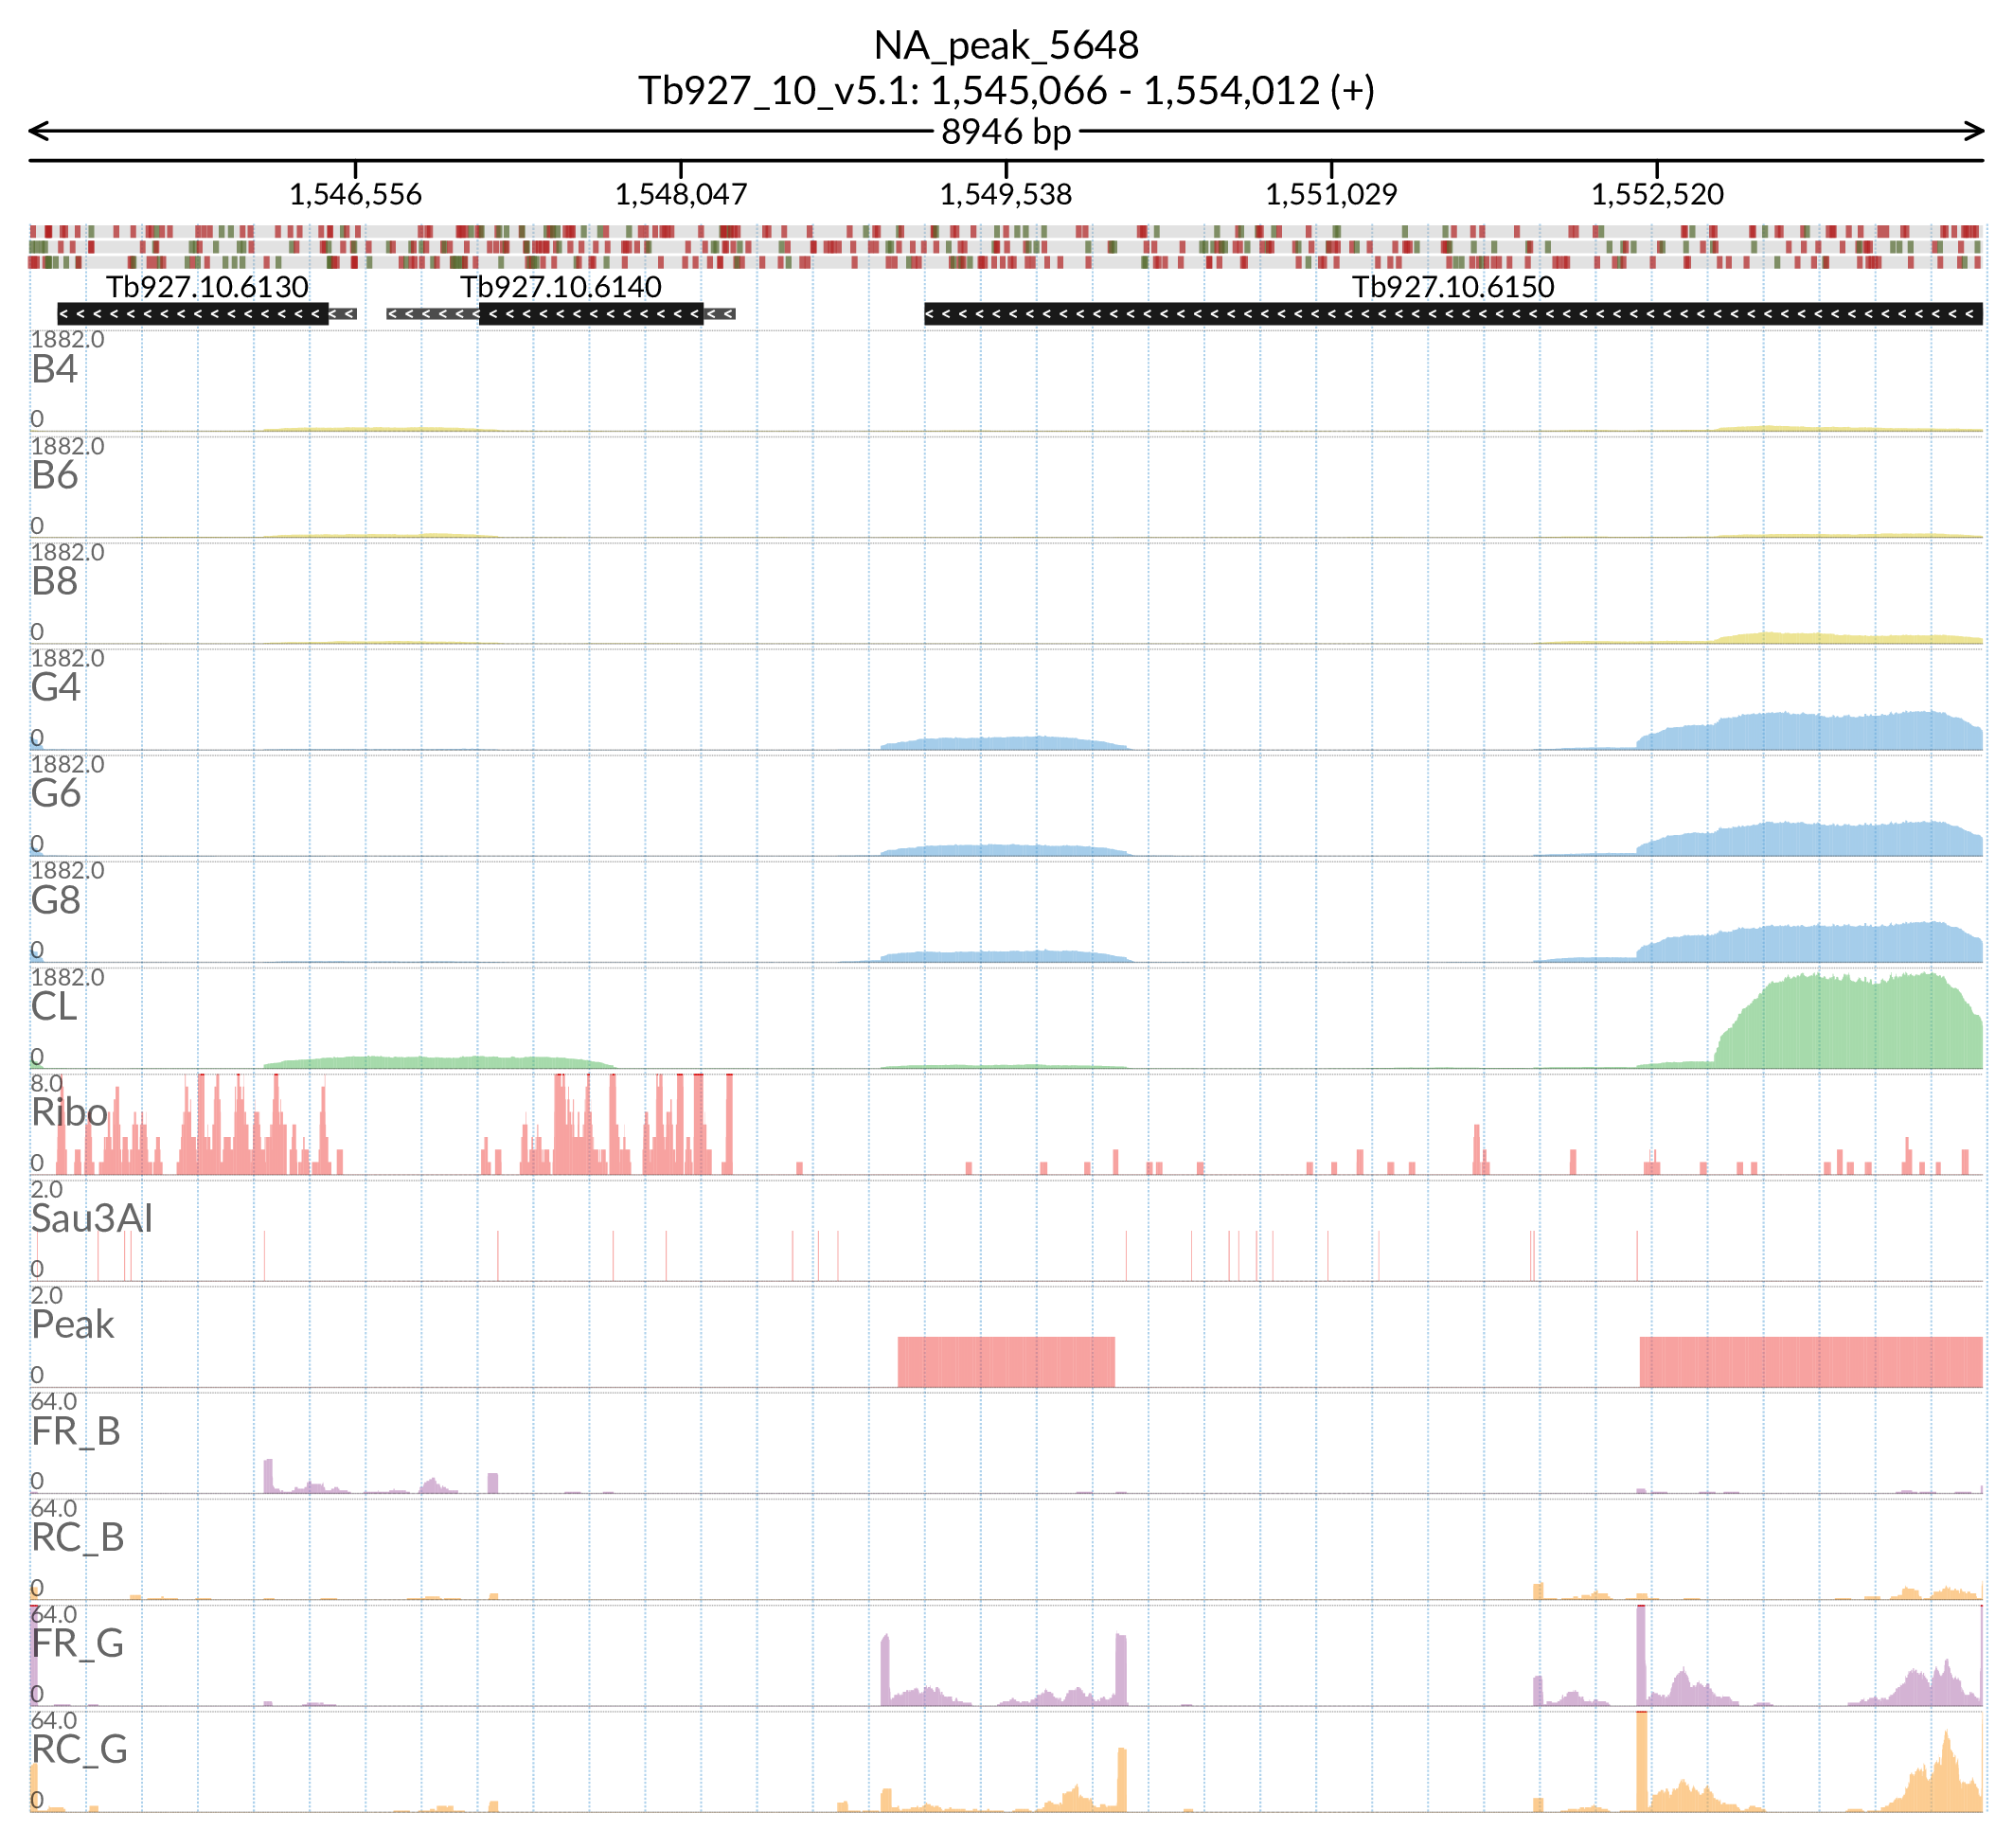 NA_peak_5648
Tb927_10_v5.1: 1,545,066 - 1,554,012 (+)
8946 bp
1,546,556 1,548,047 1,549,538 1,551,029 1,552,520
Tb927.10.6130 Tb927.10.6140 Tb927.10.6150
1882.0
B4
0
1882.0
B6
0
1882.0
B8
0
1882.0
G4
0
1882.0
G6
0
1882.0
G8
0
1882.0
CL
0
8.0
Ribo
0
2.0
Sau3AI
0
2.0
Peak
0
64.0
FR_B
0
64.0
RC_B
0
64.0
FR_G
0
64.0
RC_G
0